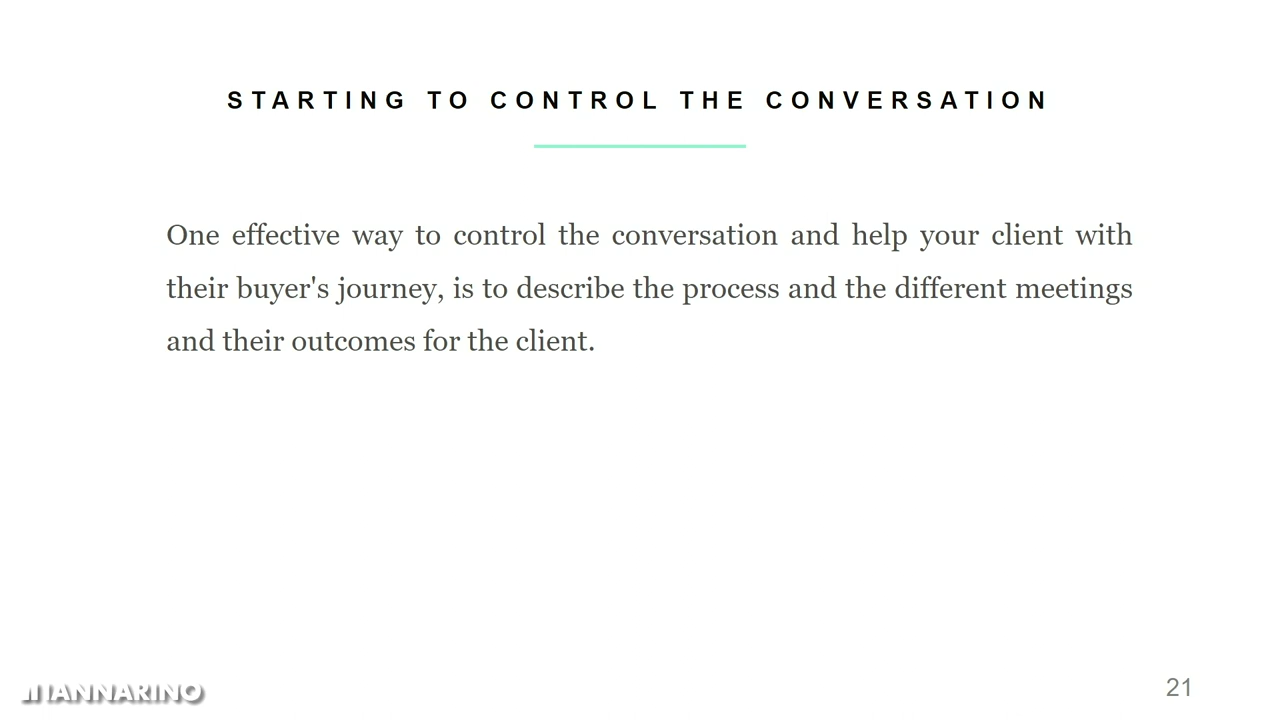 STARTING TO CONTROL THE CONVERSATION
One effective way to control the conversation and help your client with
their buyer's journey, is to describe the process and the different meetings
and their outcomes for the client.
IANNARINO
21